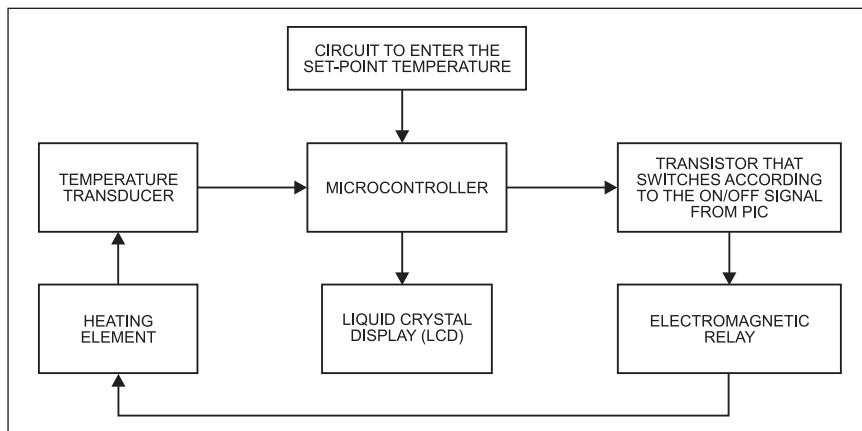 CIRCUIT TO ENTER THE
SET-POINT TEMPERATURE
TEMPERATURE
TRANSDUCER
MICROCONTROLLER
TRANSISTOR THAT
SWITCHES ACCORDING
TO THE ON/OFF SIGNAL
FROM PIC
HEATING
ELEMENT
LIQUID CRYSTAL
DISPLAY (LCD)
ELECTROMAGNETIC
RELAY